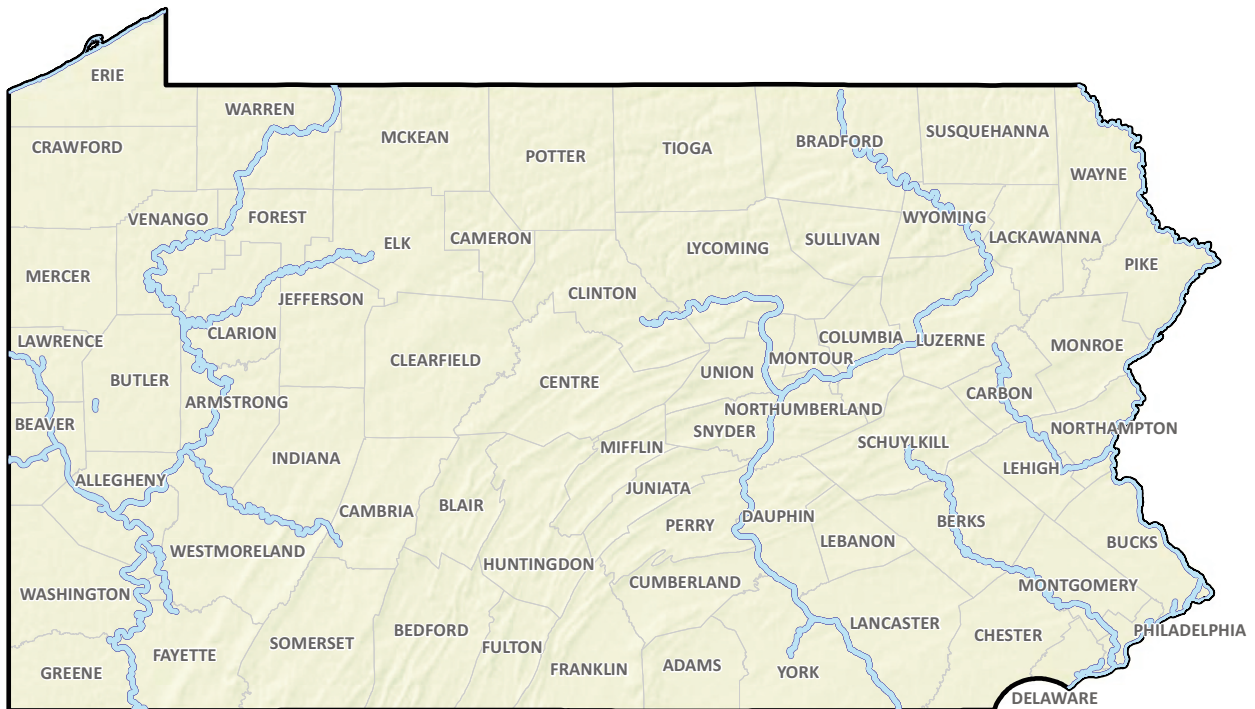 ERIE
WARREN
MCKEAN
SUSQUEHANNA
CRAWFORD
BRADFORD
TIOGA
POTTER
WAYNE
VENANGO
FOREST
WYOMING
ELK
CAMERON
SULLIVAN
LACKAWANNA
LYCOMING
PIKE
MERCER
JEFFERSON
CLINTON
CLARION
LAWRENCE
COLUMBIA
LUZERNE
MONROE
CLEARFIELD
MONTOUR
BUTLER
CENTRE
UNION
CARBON
ARMSTRONG
NORTHUMBERLAND
BEAVER
SNYDER
NORTHAMPTON
SCHUYLKILL
MIFFLIN
INDIANA
LEHIGH
ALLEGHENY
JUNIATA
BLAIR
CAMBRIA
DAUPHIN
PERRY
BERKS
LEBANON
BUCKS
WESTMORELAND
HUNTINGDON
CUMBERLAND
MONTGOMERY
WASHINGTON
LANCASTER
BEDFORD
PHILADELPHIA
CHESTER
SOMERSET
FULTON
FAYETTE
ADAMS
FRANKLIN
GREENE
YORK
DELAWARE